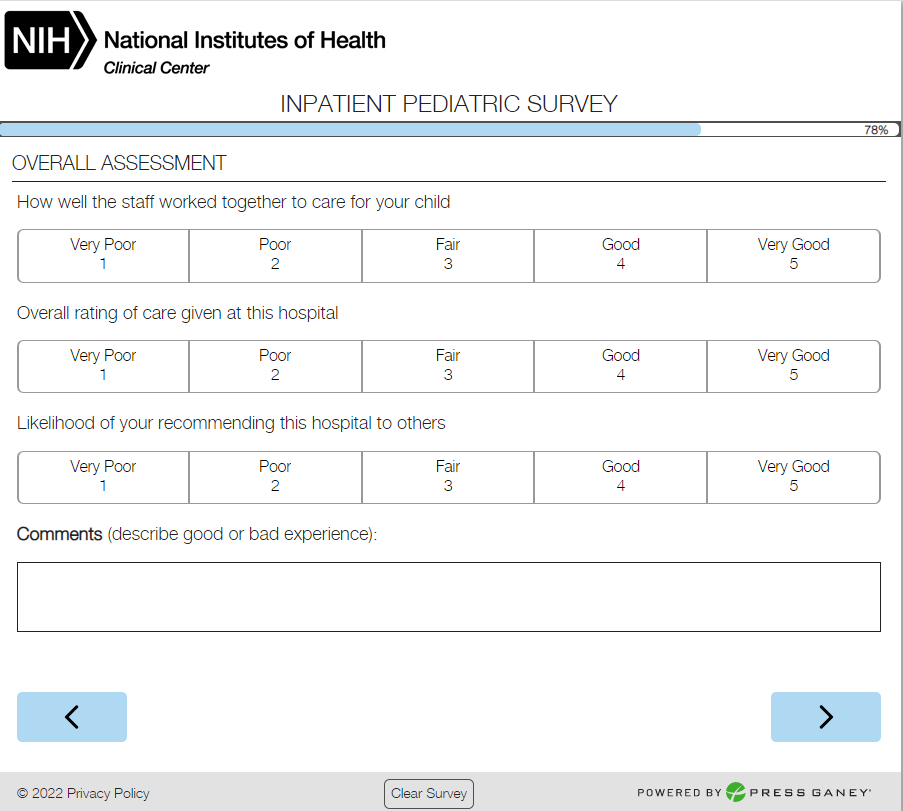 NIH National Institutes of Health
Clinical Center
INPATIENT PEDIATRIC SURVEY
78%
OVERALL ASSESSMENT
How well the staff worked together to care for your child
Very Poor Poor Fair Good Very Good
1 2 3 4 5
Overall rating of care given at this hospital
Very Poor Poor Fair Good Very Good
1 2 3 4 5
Likelihood of your recommending this hospital to others
Very Poor Poor Fair Good Very Good
1 2 3 4 5
Comments (describe good or bad experience):
© 2022 Privacy Policy Clear Survey POWERED BY PRESS GANEY